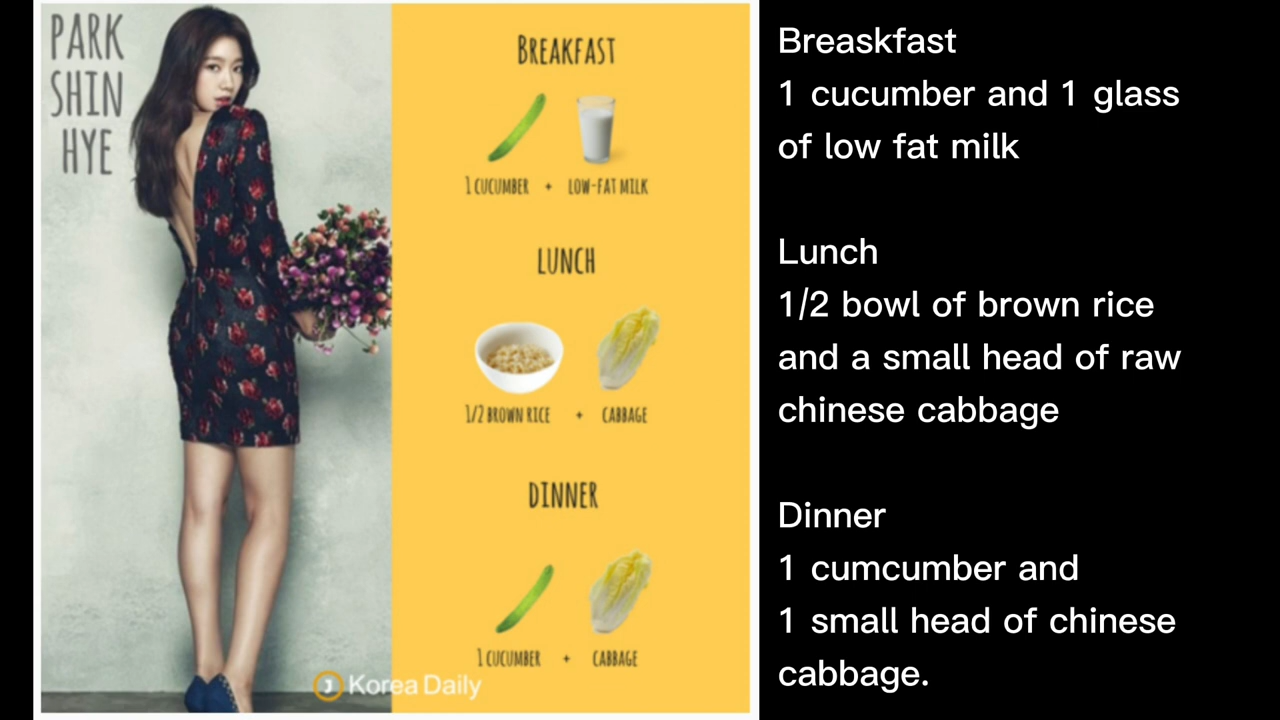 PARK
SHIN
HYE
BREAKFAST
1 CUCUMBER + LOW-FAT MILK
LUNCH
1/2 BROWN RICE + CABBAGE
DINNER
1 CUCUMBER + CABBAGE
J Korea Daily
Breaskfast
1 cucumber and 1 glass
of low fat milk
Lunch
1/2 bowl of brown rice
and a small head of raw
chinese cabbage
Dinner
1 cumcumber and
1 small head of chinese
cabbage.